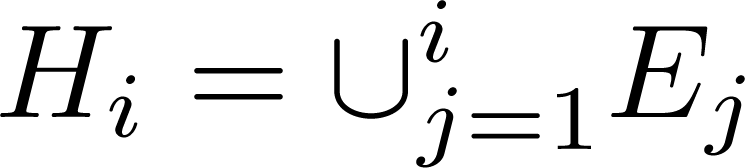 $H_i = \cup_{j=1}^{i} E_j$